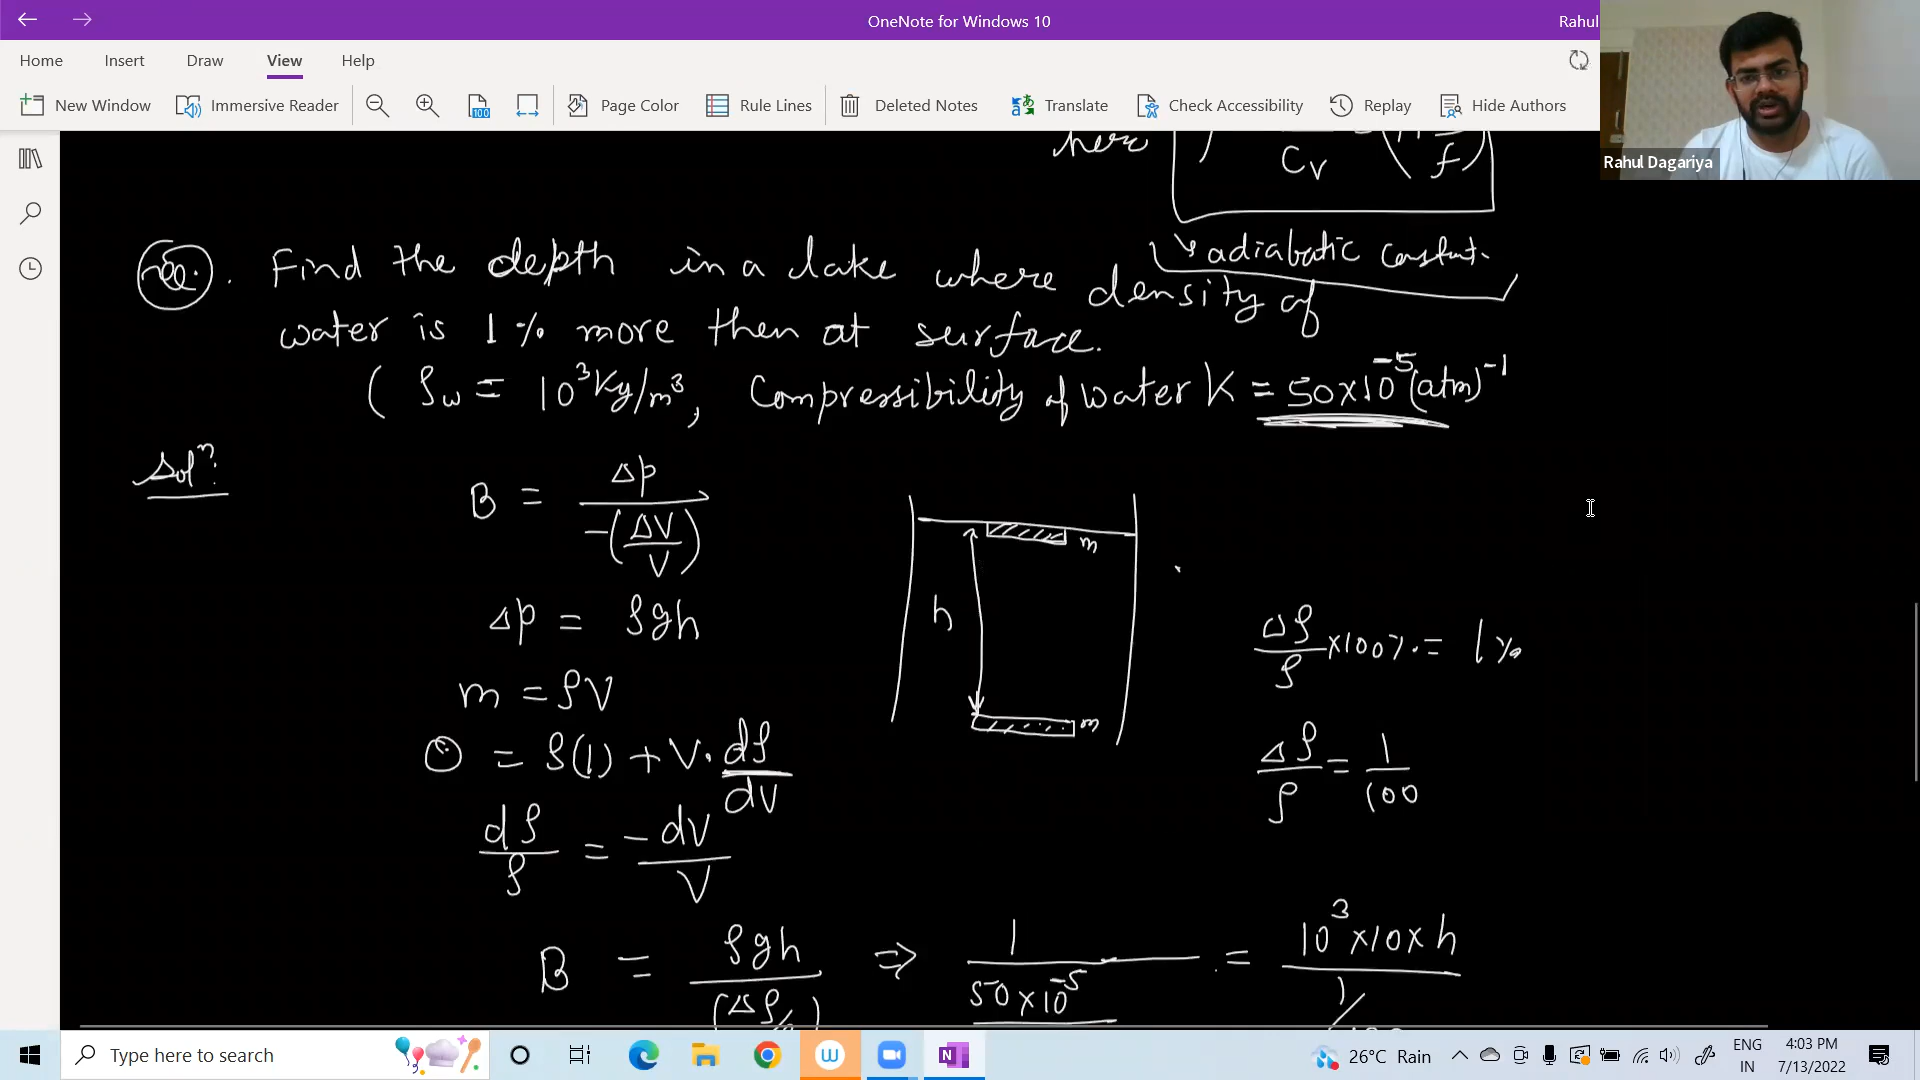 OneNote for Windows 10
Rahul
Home Insert Draw View Help
New Window Immersive Reader Page Color Rule Lines Deleted Notes Translate Check Accessibility Replay Hide Authors
Rahul Dagariya
here
Cv f
↳ adiabatic constant.
Find the depth in a lake where density of
water is 1% more then at surface.
( ρw = 10³ Kg/m³, Compressibility of water K = 50×10⁻⁵ (atm)⁻¹
Solⁿ:
B = Δp / -(ΔV/V)
m
Δp = ρgh
h
Δρ/ρ ×100% = 1%
m = ρV
m
0 = ρ(1) + V. dρ/dV
Δρ/ρ = 1/100
dρ/ρ = -dV/V
B = ρgh / (Δρ/ρ) ⇒ 1 / 50×10⁻⁵ = 10³×10×h / 1/100
Type here to search
26°C Rain
ENG
IN
4:03 PM
7/13/2022